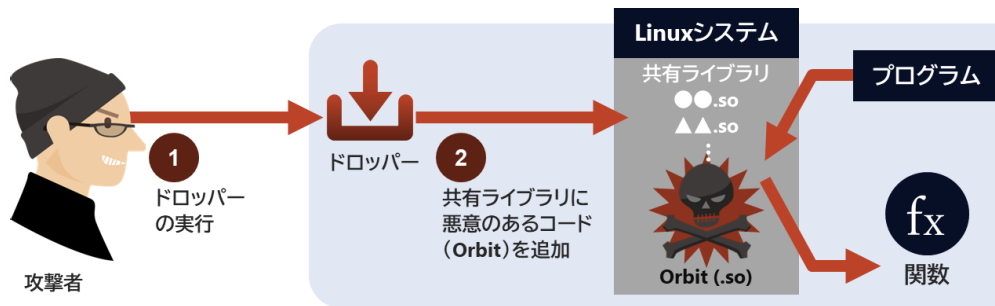 Linuxシステム
共有ライブラリ
●●.so
▲▲.so
プログラム
1
ドロッパー
の実行
ドロッパー
2
共有ライブラリに
悪意のあるコード
（Orbit）を追加
Orbit (.so)
fx
関数
攻撃者